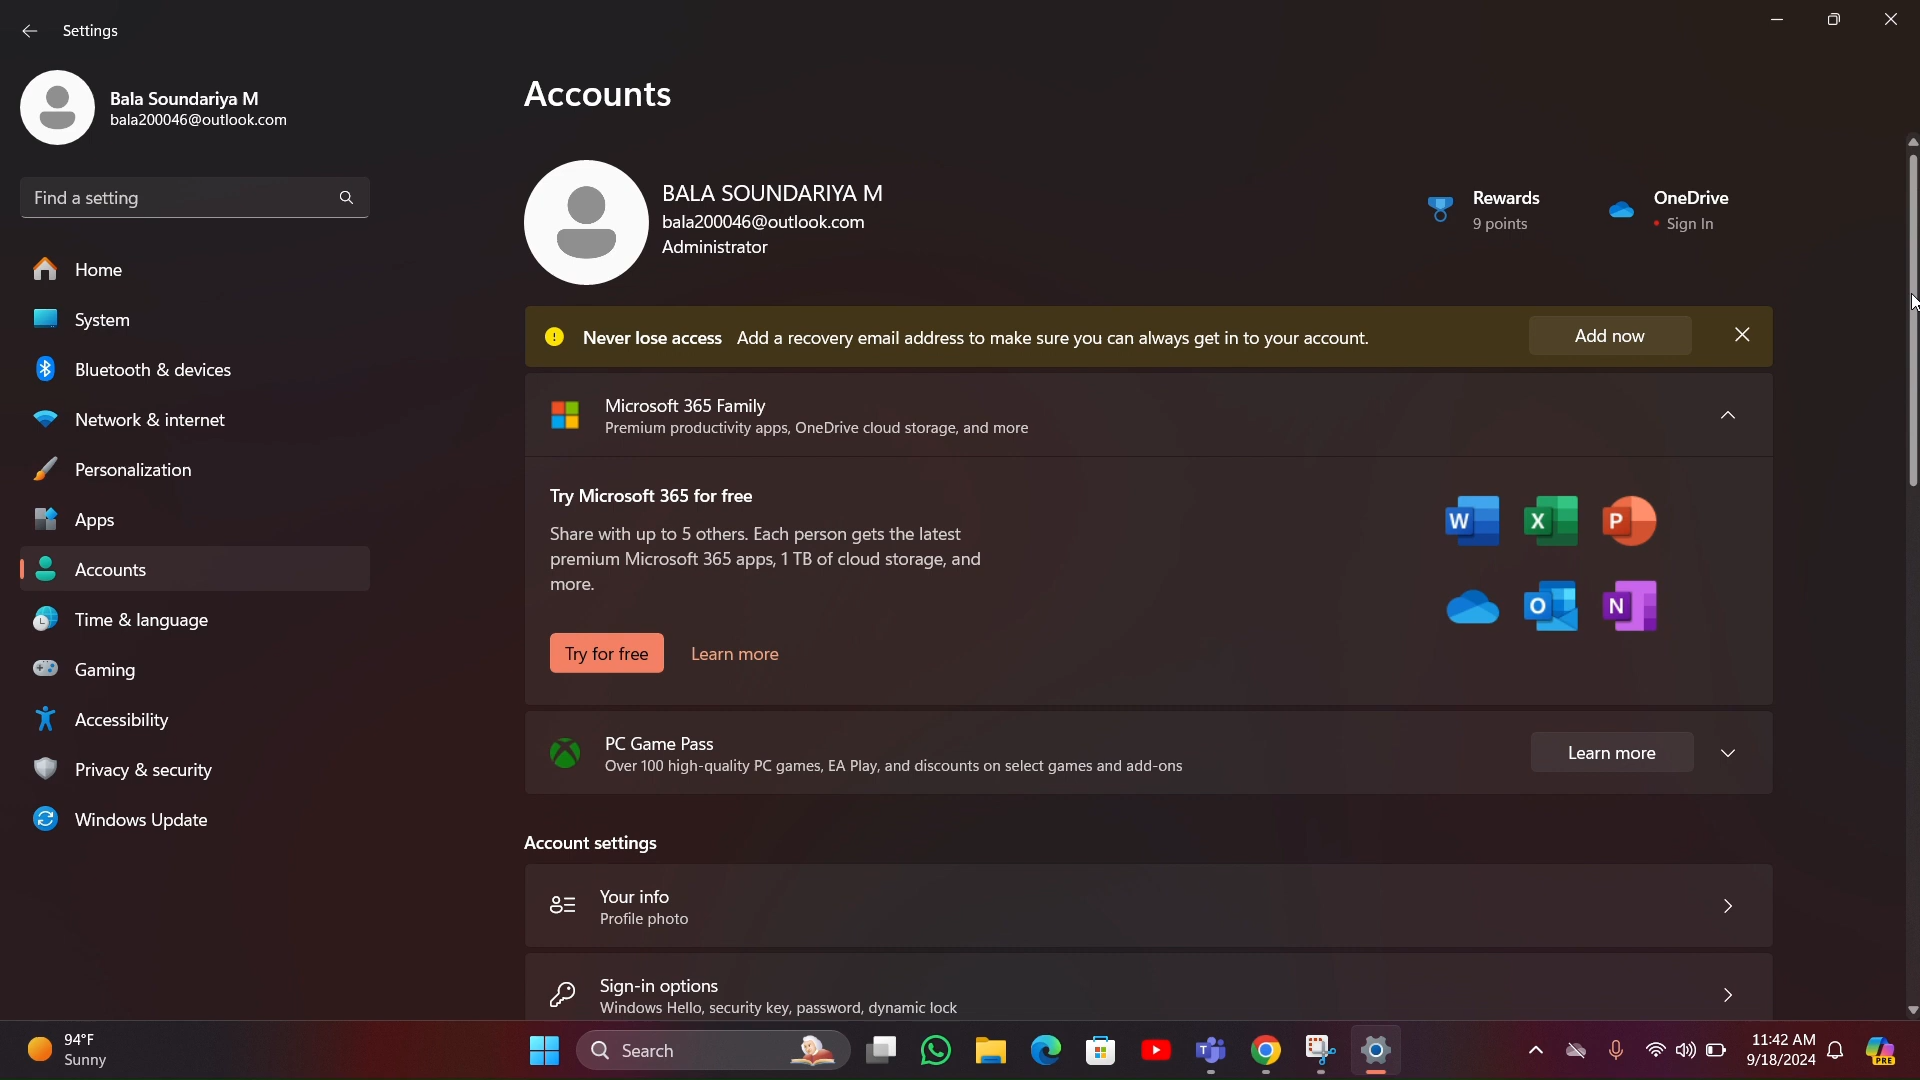 Settings
Bala Soundariya M
bala200046@outlook.com
Find a setting
Home
System
Bluetooth & devices
Network & internet
Personalization
Apps
Accounts
Time & language
Gaming
Accessibility
Privacy & security
Windows Update
Accounts
BALA SOUNDARIYA M
bala200046@outlook.com
Administrator
Rewards
9 points
OneDrive
• Sign In
Never lose access Add a recovery email address to make sure you can always get in to your account.
Add now
Microsoft 365 Family
Premium productivity apps, OneDrive cloud storage, and more
Try Microsoft 365 for free
Share with up to 5 others. Each person gets the latest
premium Microsoft 365 apps, 1 TB of cloud storage, and
more.
Try for free
Learn more
W X P
O N
PC Game Pass
Over 100 high-quality PC games, EA Play, and discounts on select games and add-ons
Learn more
Account settings
Your info
Profile photo
Sign-in options
Windows Hello, security key, password, dynamic lock
94°F
Sunny
Search
T
11:42 AM
9/18/2024
PRE